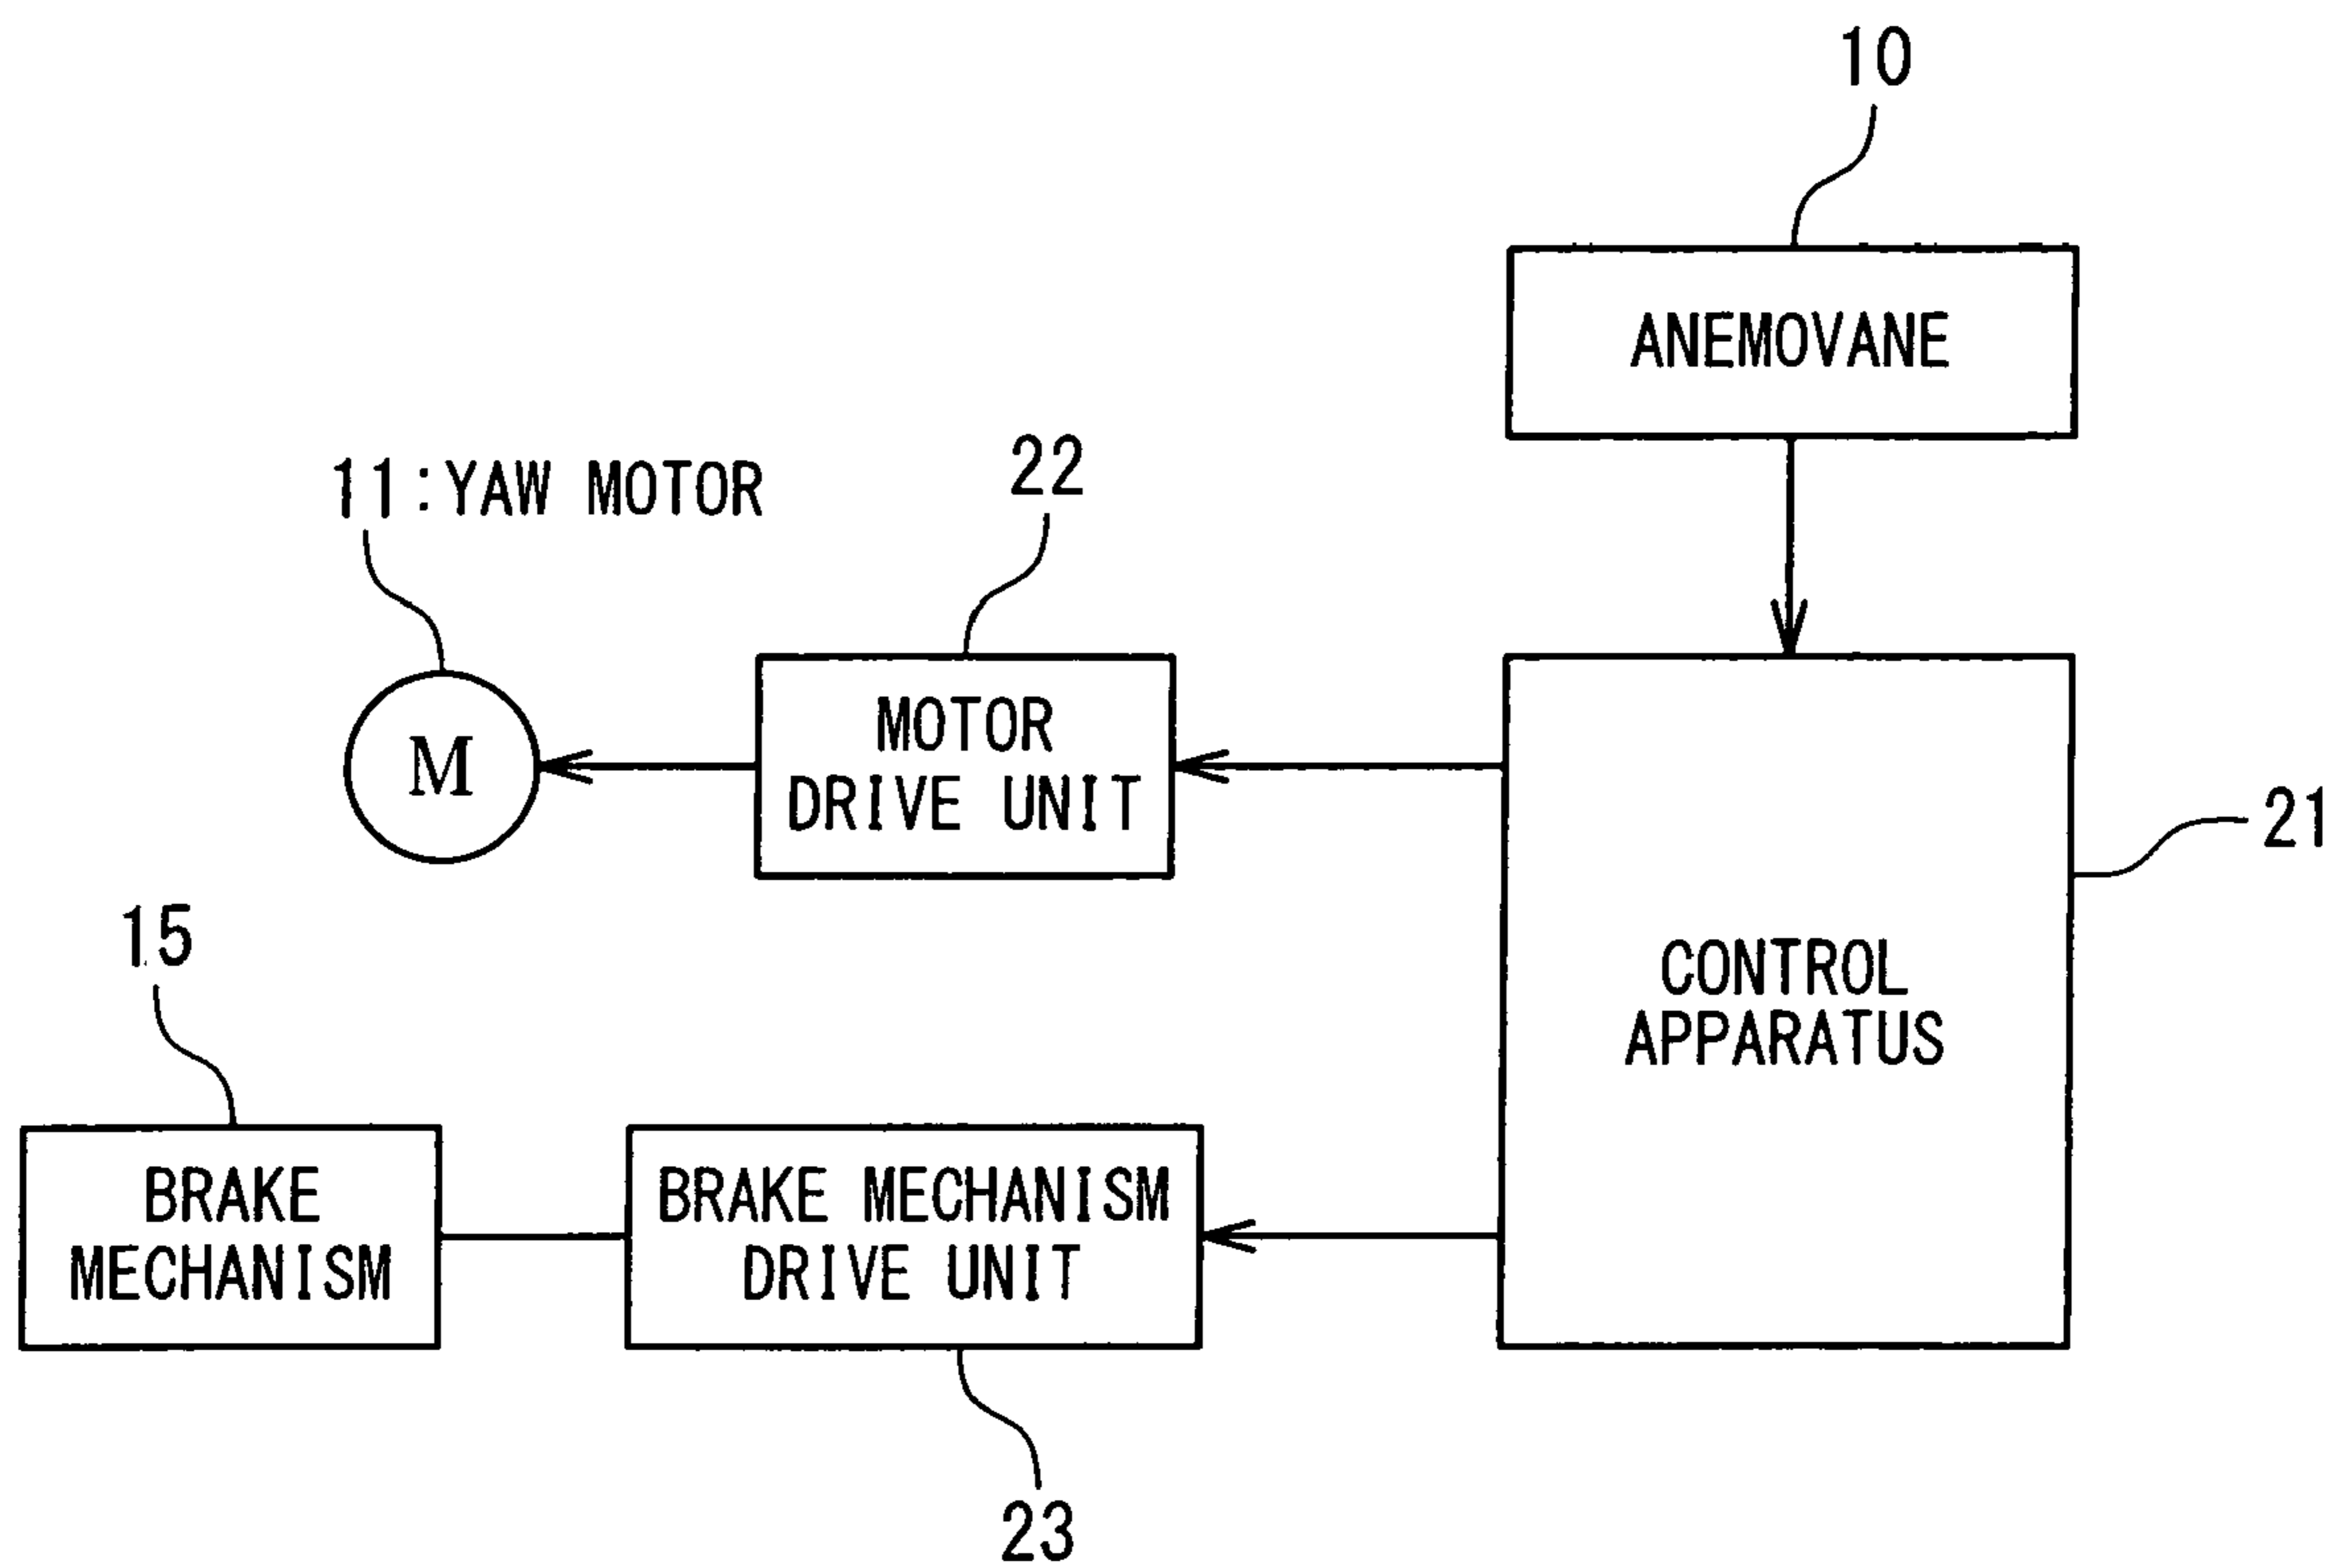 10
ANEMOVANE
11:YAW MOTOR
22
M
MOTOR
DRIVE UNIT
21
CONTROL
APPARATUS
15
BRAKE
MECHANISM
BRAKE MECHANISM
DRIVE UNIT
23